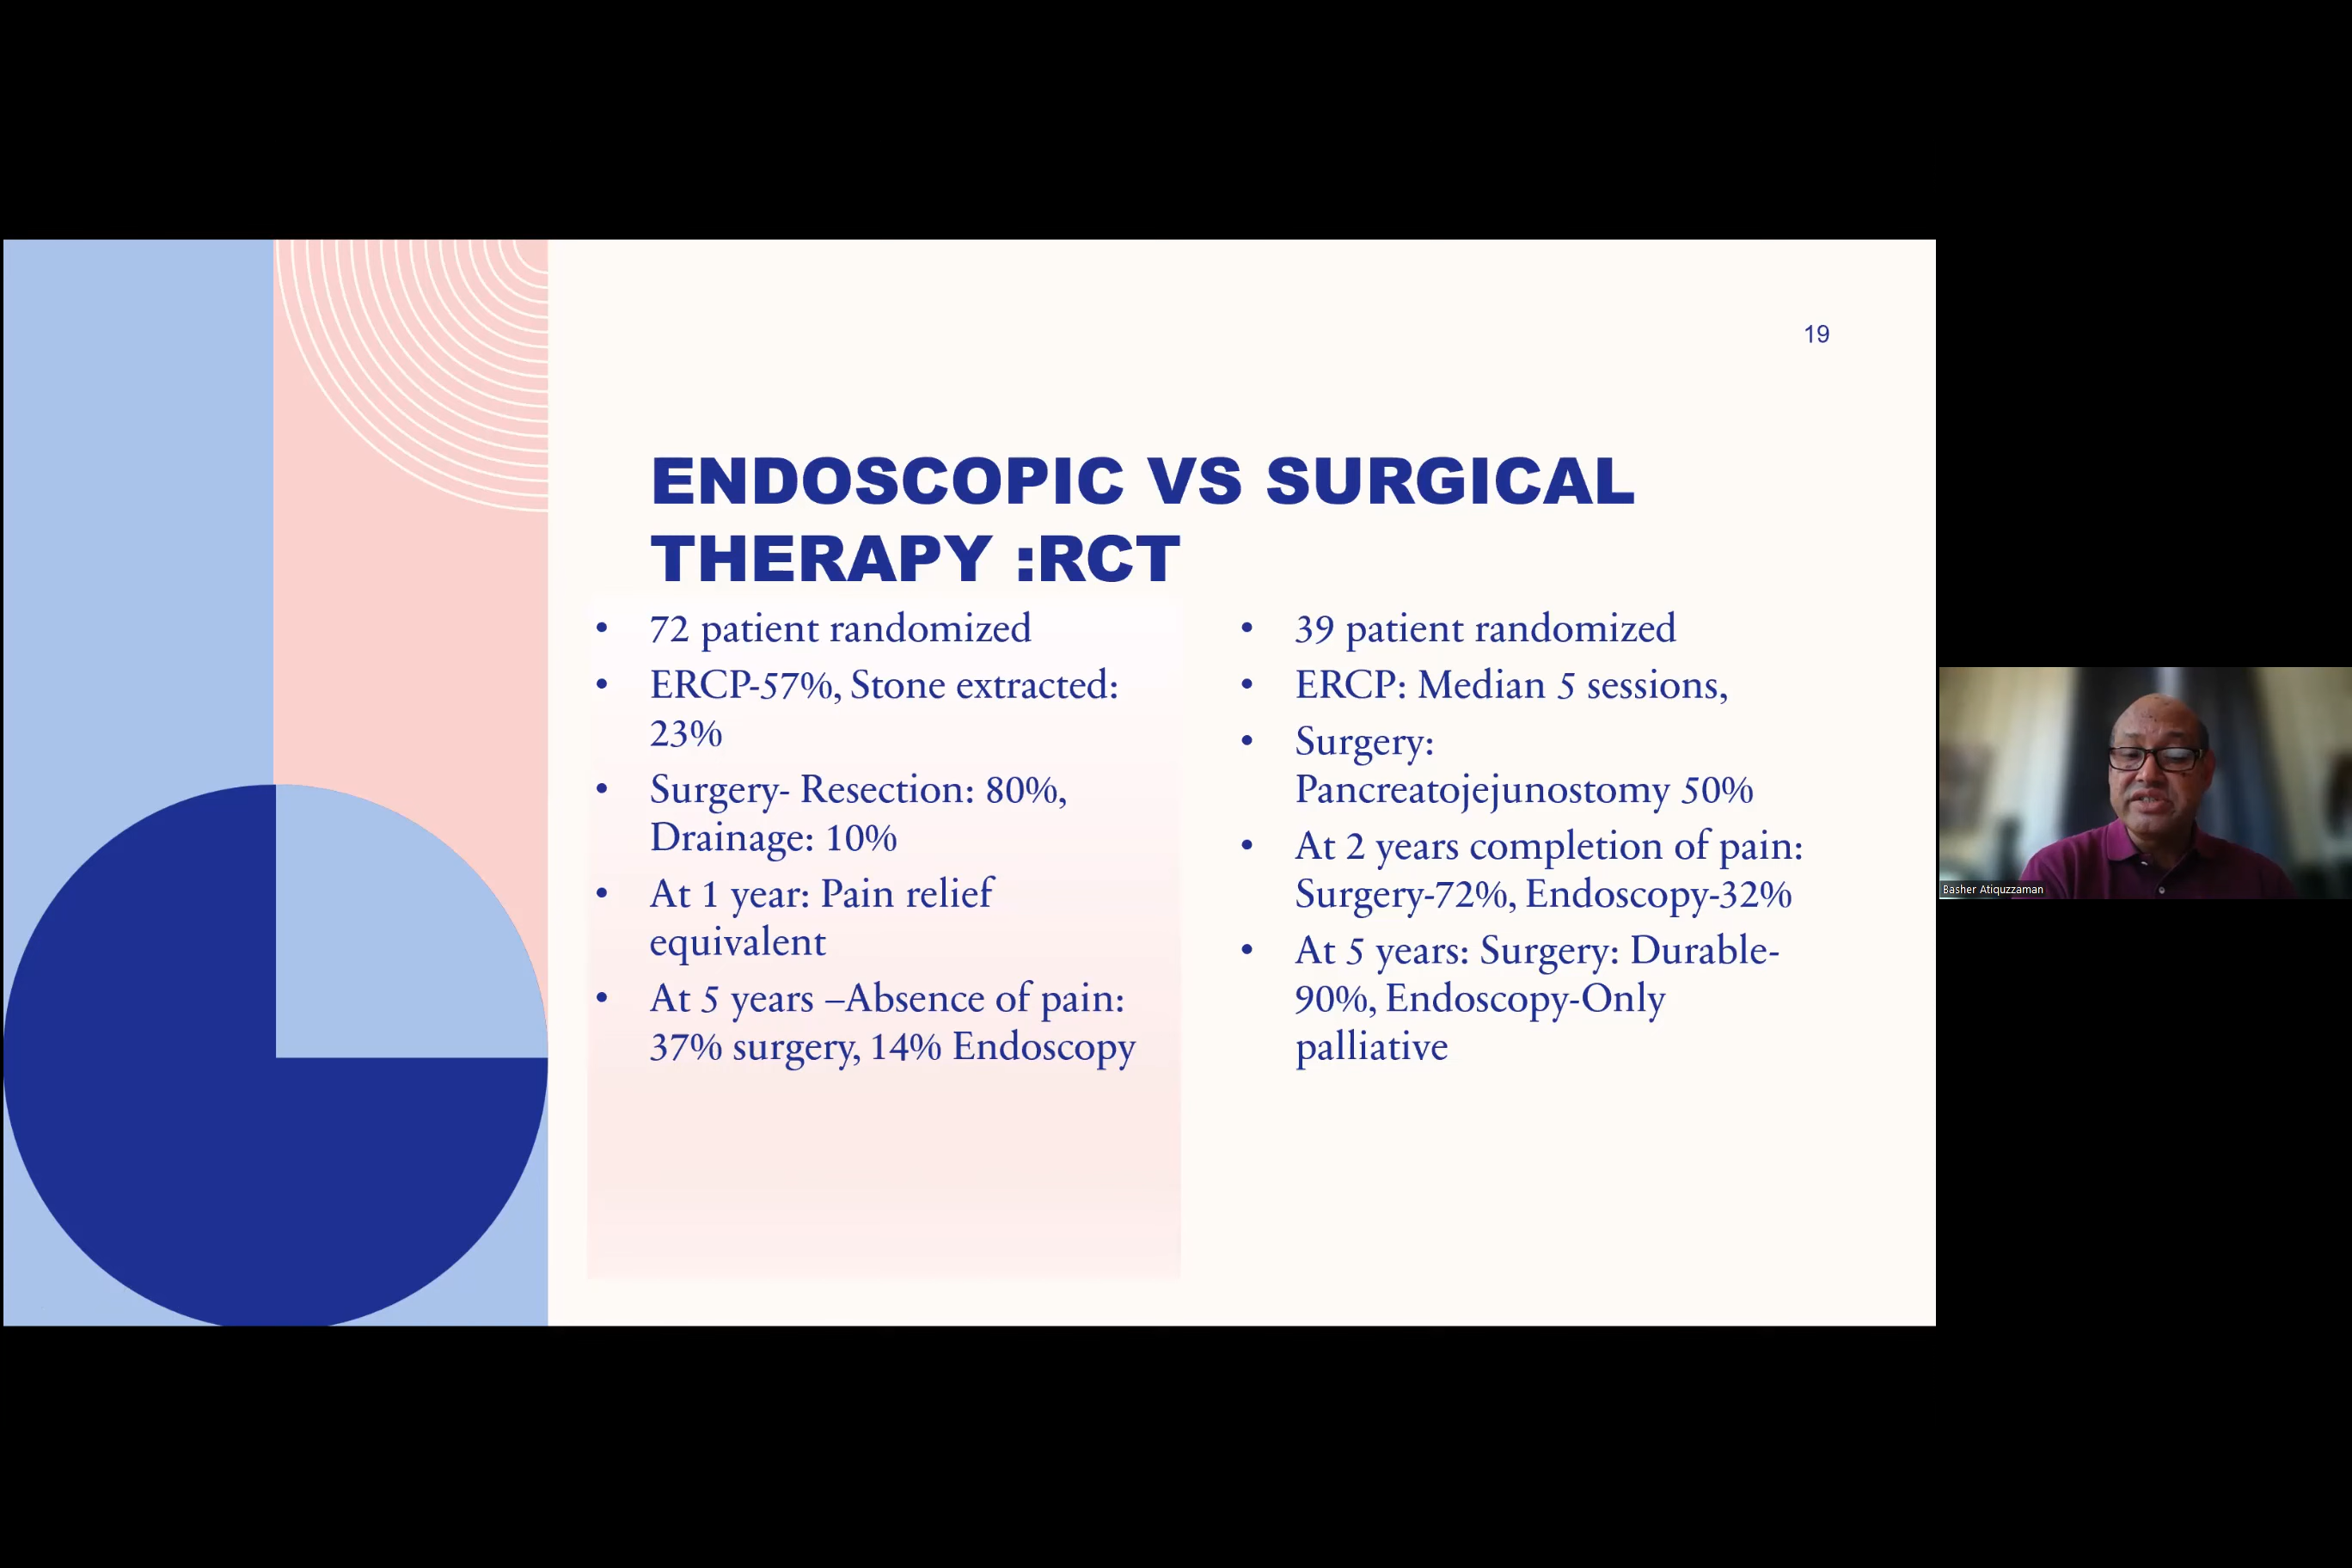 19
ENDOSCOPIC VS SURGICAL
THERAPY :RCT
• 72 patient randomized
• ERCP-57%, Stone extracted:
23%
• Surgery- Resection: 80%,
Drainage: 10%
• At 1 year: Pain relief
equivalent
• At 5 years –Absence of pain:
37% surgery, 14% Endoscopy
• 39 patient randomized
• ERCP: Median 5 sessions,
• Surgery:
Pancreatojejunostomy 50%
• At 2 years completion of pain:
Surgery-72%, Endoscopy-32%
• At 5 years: Surgery: Durable-
90%, Endoscopy-Only
palliative
Basher Atiquzzaman